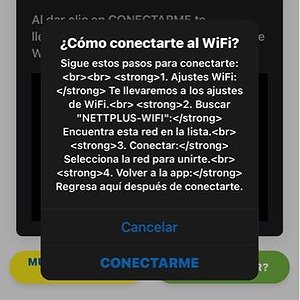 Al dar clic en CONECTARME te
¿Cómo conectarte al WiFi?
Sigue estos pasos para conectarte:
<br><br> <strong>1. Ajustes WiFi:
</strong> Te llevaremos a los ajustes
de WiFi.<br> <strong>2. Buscar
"NETTPLUS-WIFI":</strong>
Encuentra esta red en la lista.<br>
<strong>3. Conectar:</strong>
Selecciona la red para unirte.<br>
<strong>4. Volver a la app:</strong>
Regresa aquí después de conectarte.
Cancelar
CONECTARME